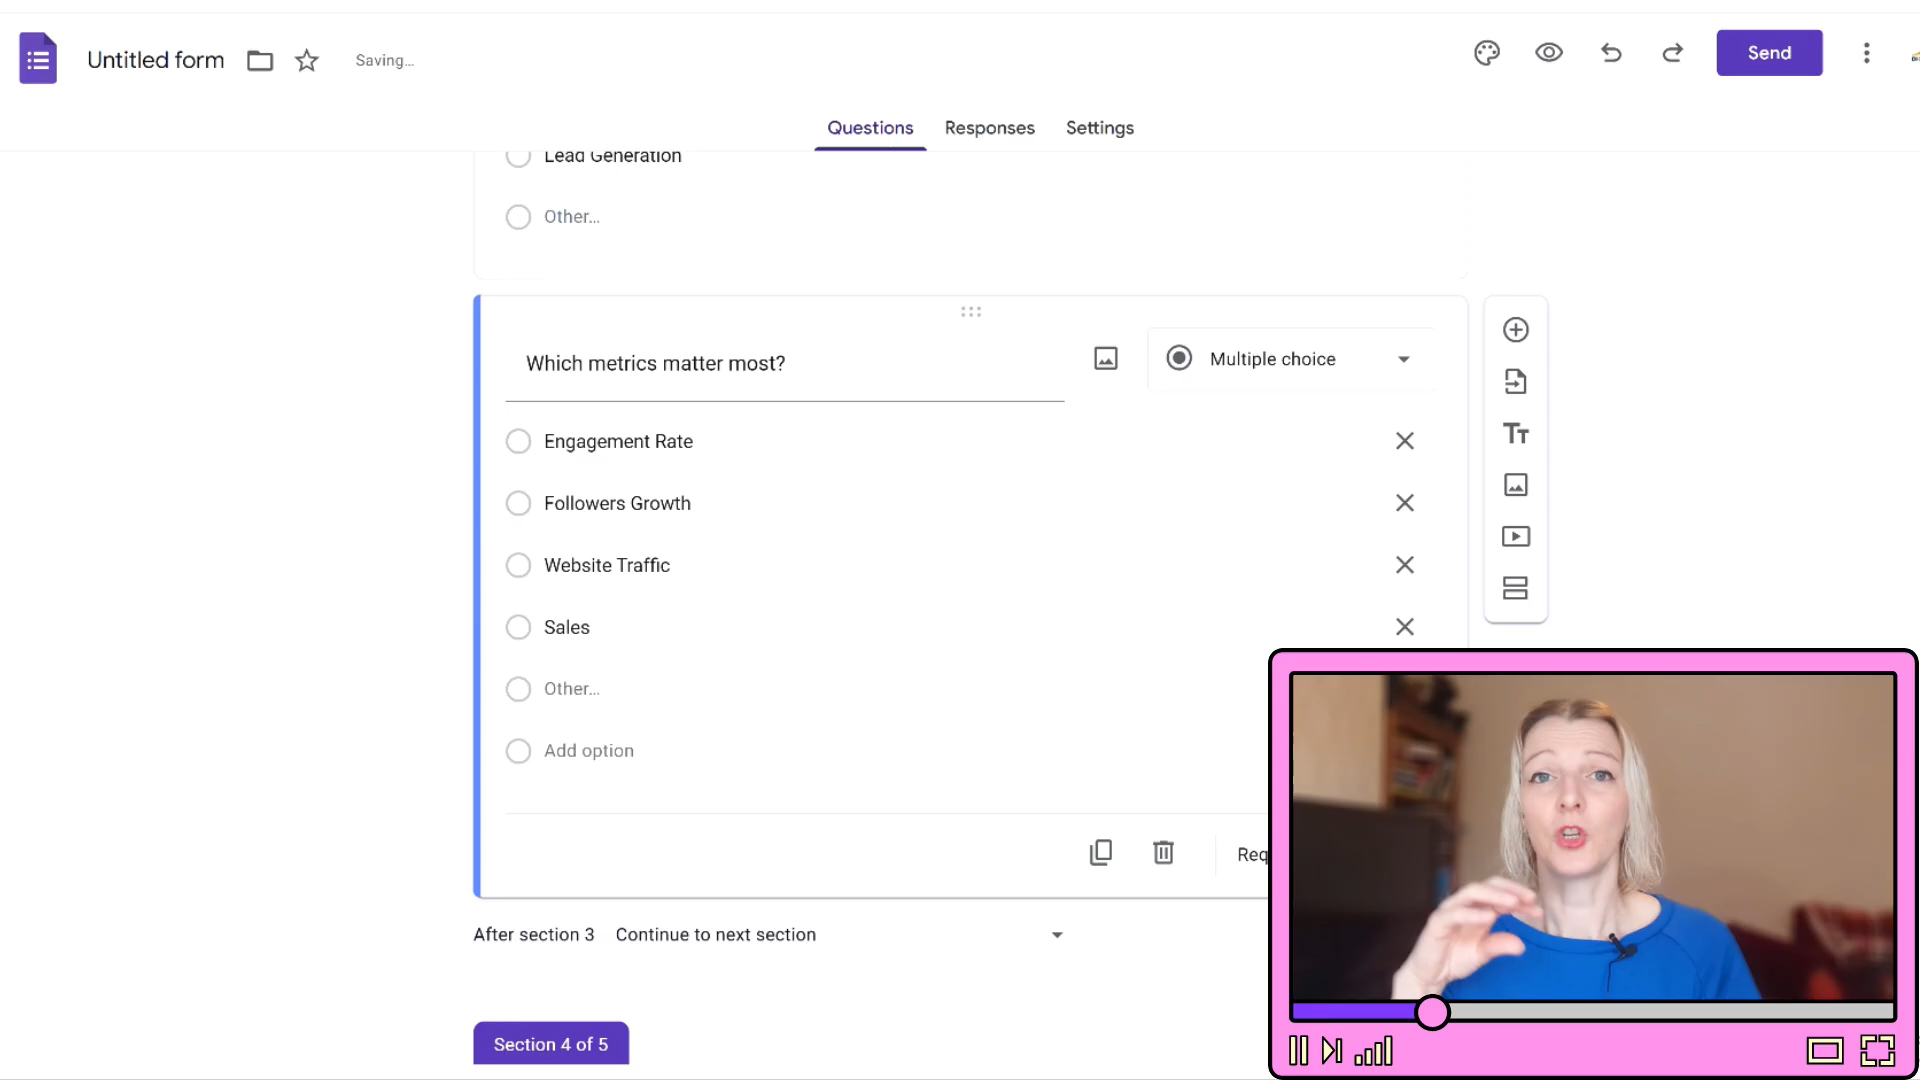 Untitled form
Saving...
Send
Questions
Responses
Settings
Lead Generation
Other...
Which metrics matter most?
Multiple choice
Engagement Rate
Followers Growth
Website Traffic
Sales
Other...
Add option
Req
After section 3
Continue to next section
Section 4 of 5